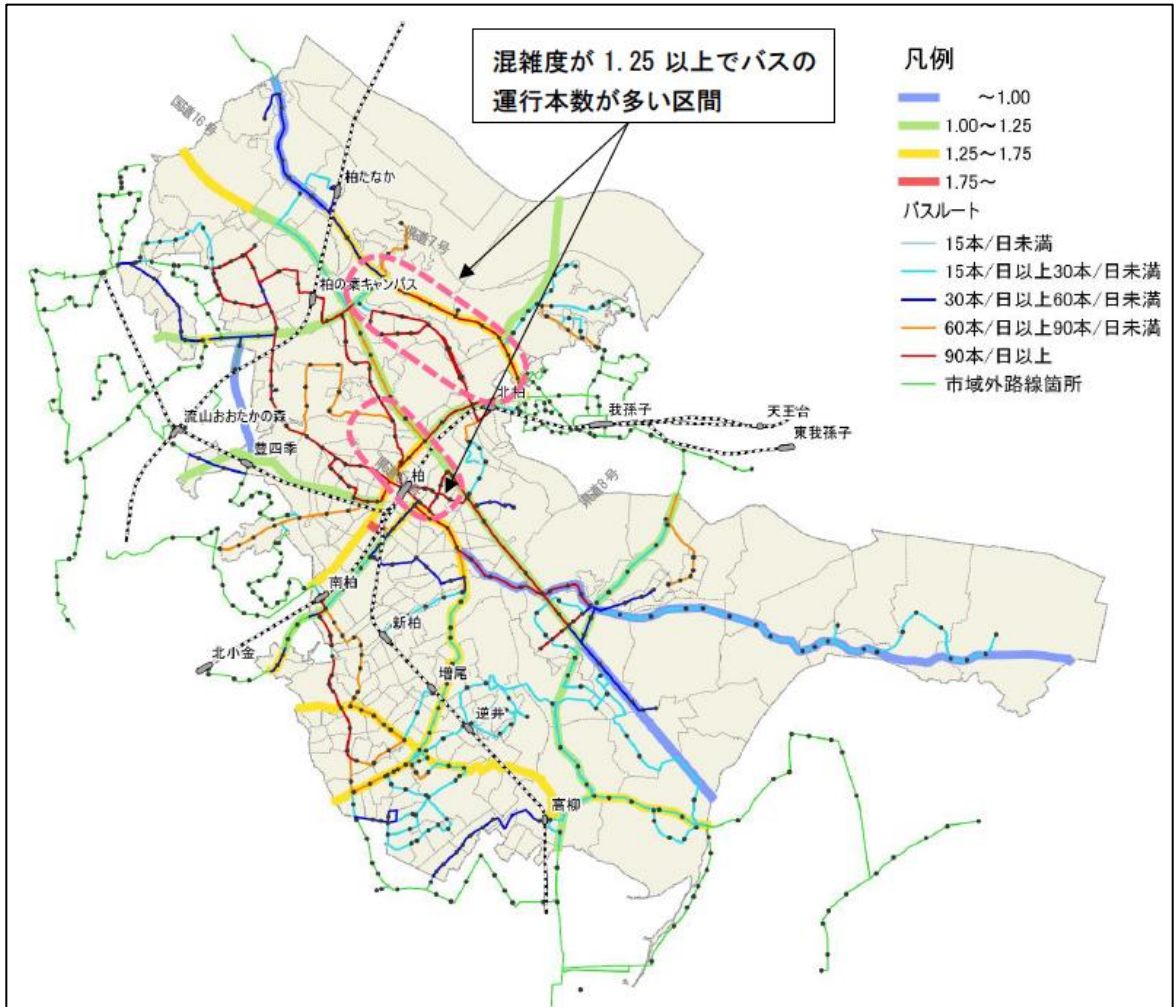 混雑度が 1.25 以上でバスの
運行本数が多い区間
凡例
～1.00
1.00～1.25
1.25～1.75
1.75～
バスルート
15本/日未満
15本/日以上30本/日未満
30本/日以上60本/日未満
60本/日以上90本/日未満
90本/日以上
市域外路線箇所
国道16号
柏たなか
県道7号
柏の葉キャンパス
北柏
我孫子
天王台
東我孫子
流山おおたかの森
豊四季
柏
県道8号
南柏
新柏
北小金
増尾
逆井
高柳